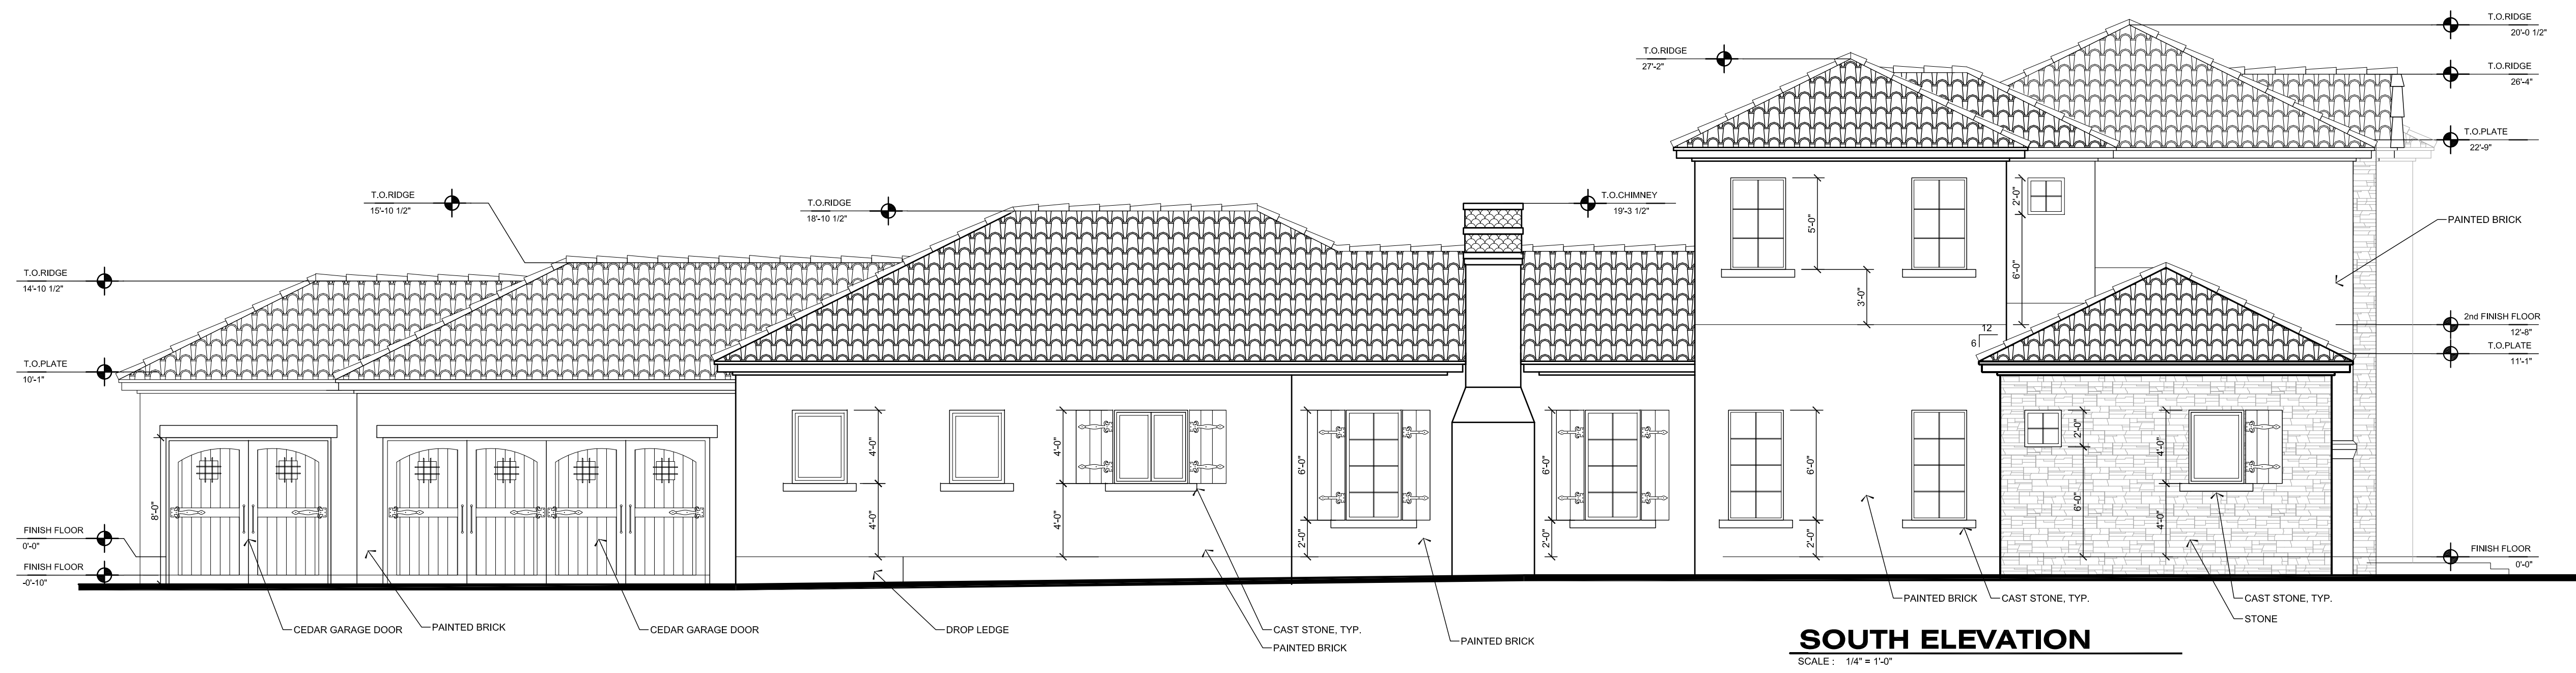 T.O.RIDGE
20'-0 1/2"
T.O.RIDGE
27'-2"
T.O.RIDGE
26'-4"
T.O.PLATE
22'-9"
T.O.RIDGE
15'-10 1/2"
T.O.RIDGE
18'-10 1/2"
T.O.CHIMNEY
19'-3 1/2"
2'-0"
5'-0"
PAINTED BRICK
T.O.RIDGE
14'-10 1/2"
6'-0"
3'-0"
2nd FINISH FLOOR
12'-8"
12
6
T.O.PLATE
11'-1"
T.O.PLATE
10'-1"
4'-0"
4'-0"
6'-0"
6'-0"
6'-0"
2'-0"
4'-0"
8'-0"
4'-0"
4'-0"
2'-0"
2'-0"
2'-0"
6'-0"
4'-0"
FINISH FLOOR
0'-0"
FINISH FLOOR
-0'-10"
FINISH FLOOR
0'-0"
CEDAR GARAGE DOOR
PAINTED BRICK
CEDAR GARAGE DOOR
DROP LEDGE
CAST STONE, TYP.
PAINTED BRICK
PAINTED BRICK
PAINTED BRICK
CAST STONE, TYP.
CAST STONE, TYP.
STONE
SOUTH ELEVATION
SCALE : 1/4" = 1'-0"